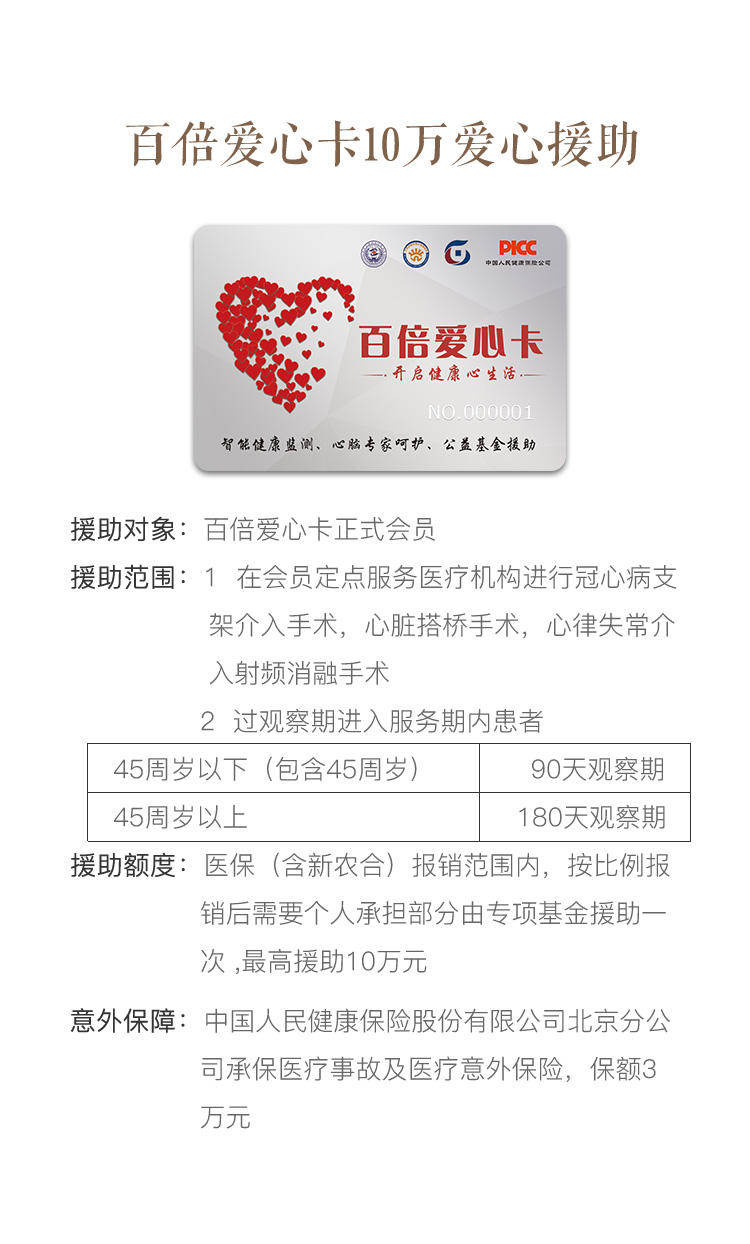 百倍爱心卡10万爱心援助
PICC
中国人民健康保险公司
百倍爱心卡
开启健康心生活
NO.000001
智能健康监测、心脑专家呵护、公益基金援助
援助对象：百倍爱心卡正式会员
援助范围：1 在会员定点服务医疗机构进行冠心病支
架介入手术，心脏搭桥手术，心律失常介
入射频消融手术
2 过观察期进入服务期内患者
45周岁以下（包含45周岁） 90天观察期
45周岁以上 180天观察期
援助额度：医保（含新农合）报销范围内，按比例报
销后需要个人承担部分由专项基金援助一
次 ,最高援助10万元
意外保障：中国人民健康保险股份有限公司北京分公
司承保医疗事故及医疗意外保险，保额3
万元